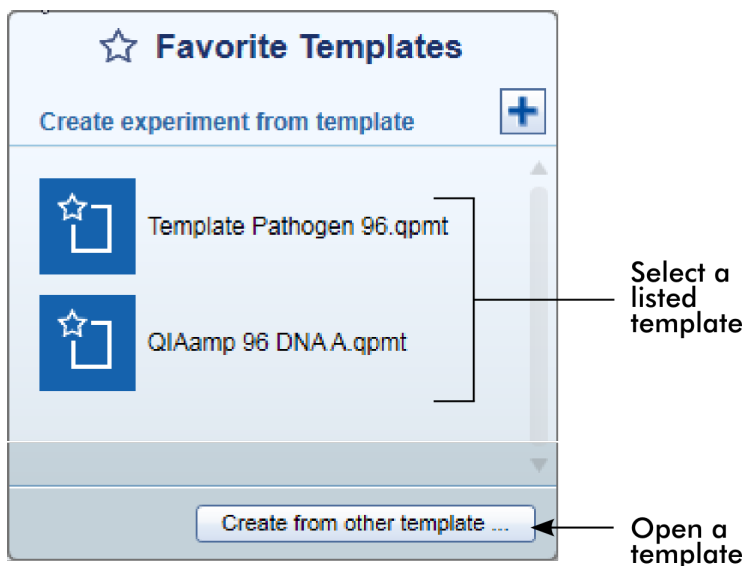 Favorite Templates
Create experiment from template
Template Pathogen 96.qpmt
QIAamp 96 DNA A.qpmt
Select a
listed
template
Create from other template ...
Open a
template